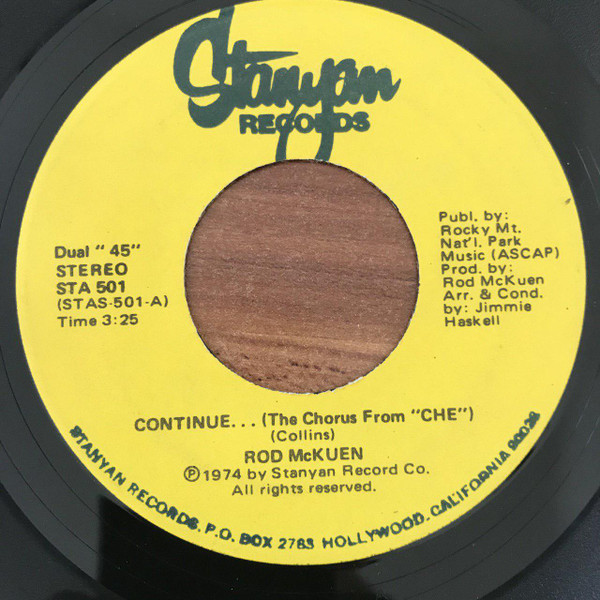 Stanyan
RECORDS
Dual " 45"
STEREO
STA 501
(STAS-501-A)
Time 3:25
Publ. by:
Rocky Mt.
Nat'l. Park
Music (ASCAP)
Prod. by:
Rod McKuen
Arr. & Cond.
by: Jimmie
Haskell
CONTINUE... (The Chorus From "CHE")
(Collins)
ROD McKUEN
Ⓟ1974 by Stanyan Record Co.
All rights reserved.
STANYAN RECORDS. P.O. BOX 2783 HOLLYWOOD. CALIFORNIA 90028